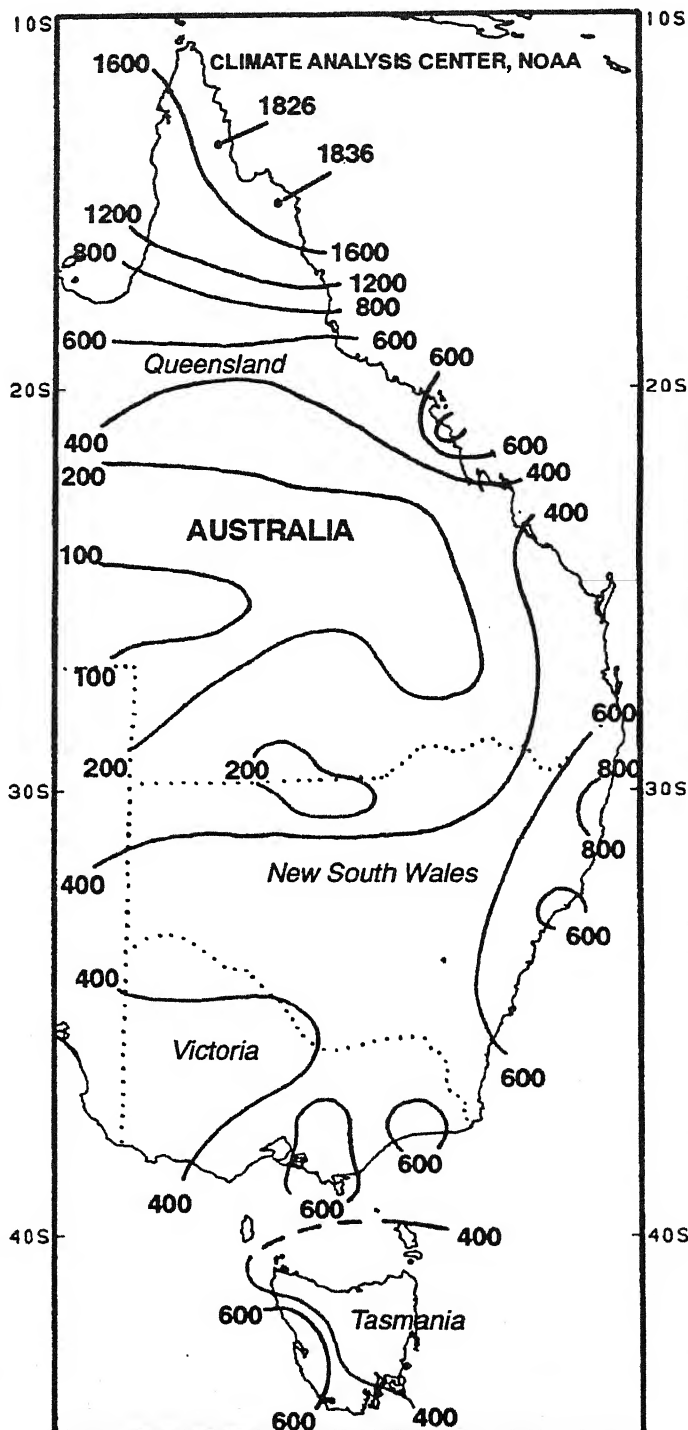 10S 10S
CLIMATE ANALYSIS CENTER, NOAA
1600
1826
1836
1200
800 1600
1200
800
600 600
600
Queensland
20S 20S
600
400 400
200
400
AUSTRALIA
100
100
600
200 200 800
30S 30S
800
New South Wales
400
600
400
Victoria
600
600
400 600
40S 400 40S
600 Tasmania
600 400